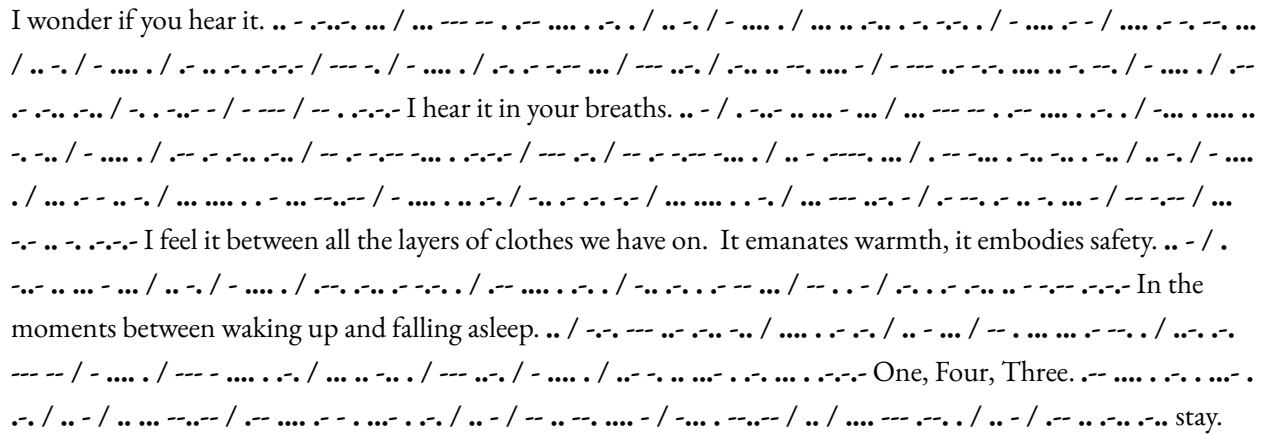 I wonder if you hear it. .. - .-..-. ... / ... --- -- . .-- .... . .-. . / .. -. / - .... . / ... .. .-.. . -. -.-. . / - .... .- - / .... .- -. --. ...
/ .. -. / - .... . / .- .. .-. .-.-.- / --- -. / - .... . / .-. .- -.-- ... / --- ..-. / .-.. .. --. .... - / - --- ..- -.-. .... .. -. --. / - .... . / .--
.- .-.. .-.. / -. . -..- - / - --- / -- . .-.-.- I hear it in your breaths. .. - / . -..- .. ... - ... / ... --- -- . .-- .... . .-. . / -... . .... ..
-. -.. / - .... . / .-- .- .-.. .-.. / -- .- -.-- -... . .-.-.- / --- .-. / -- .- -.-- -... . / .. - .----. ... / . -- -... . -.. -.. . -.. / .. -. / - ....
. / ... .- - .. -. / ... .... . . - ... --..-- / - .... . .. .-. / -.. .- .-. -.- / ... .... . . -. / ... --- ..-. - / .- --. .- .. -. ... - / -- -.-- / ...
-.- .. -. .-.-.- I feel it between all the layers of clothes we have on. It emanates warmth, it embodies safety. .. - / .
-..- .. ... - ... / .. -. / - .... . / .--. .-.. .- -.-. . / .-- .... . .-. . / -.. .-. . .- -- ... / -- . . - / .-. . .- .-.. .. - -.-- .-.-.- In the
moments between waking up and falling asleep. .. / -.-. --- ..- .-.. -.. / .... . .- .-. / .. - ... / -- . ... ... .- --. . / ..-. .-.
--- -- / - .... . / --- - .... . .-. / ... .. -.. . / --- ..-. / - .... . / ..- -. .. ...- . .-. ... . .-.-.- One, Four, Three. .-- .... . .-. . ...- .
.-. / .. - / .. ... --..-- / .-- .... .- - . ...- . .-. / .. - / -- .. --. .... - / -... . --..-- / .. / .... --- .--. . / .. - / .-- .. .-.. .-.. stay.